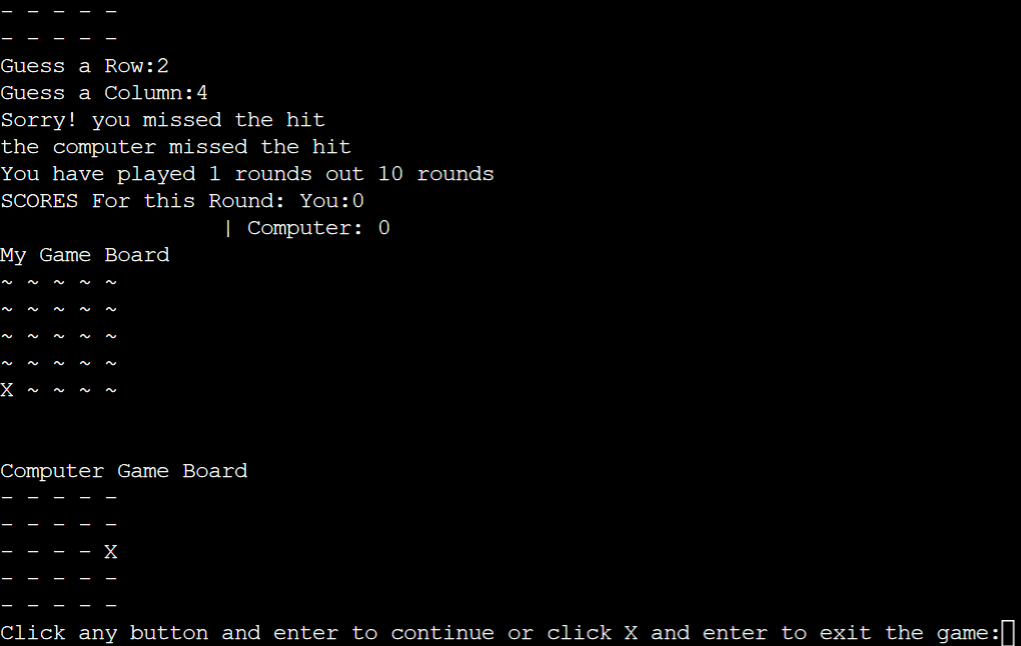 - - - - -
- - - - -
Guess a Row:2
Guess a Column:4
Sorry! you missed the hit
the computer missed the hit
You have played 1 rounds out 10 rounds
SCORES For this Round: You:0
| Computer: 0
My Game Board
~ ~ ~ ~ ~
~ ~ ~ ~ ~
~ ~ ~ ~ ~
~ ~ ~ ~ ~
X ~ ~ ~ ~
Computer Game Board
- - - - -
- - - - -
- - - - X
- - - - -
- - - - -
Click any button and enter to continue or click X and enter to exit the game: